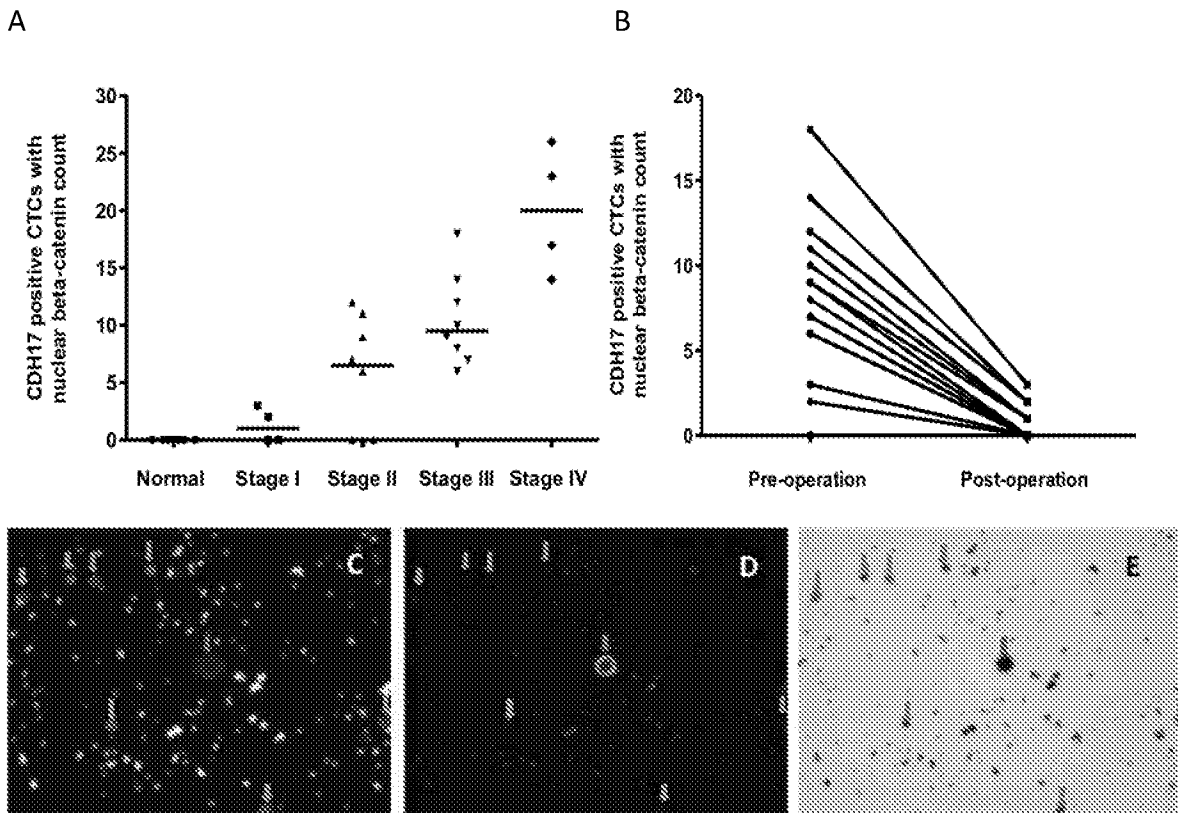 A
B
30
25
20
15
10
5
0
CDH17 positive CTCs with
nuclear beta-catenin count
Normal
Stage I
Stage II
Stage III
Stage IV
20
15
10
5
0
CDH17 positive CTCs with
nuclear beta-catenin count
Pre-operation
Post-operation
C
D
E